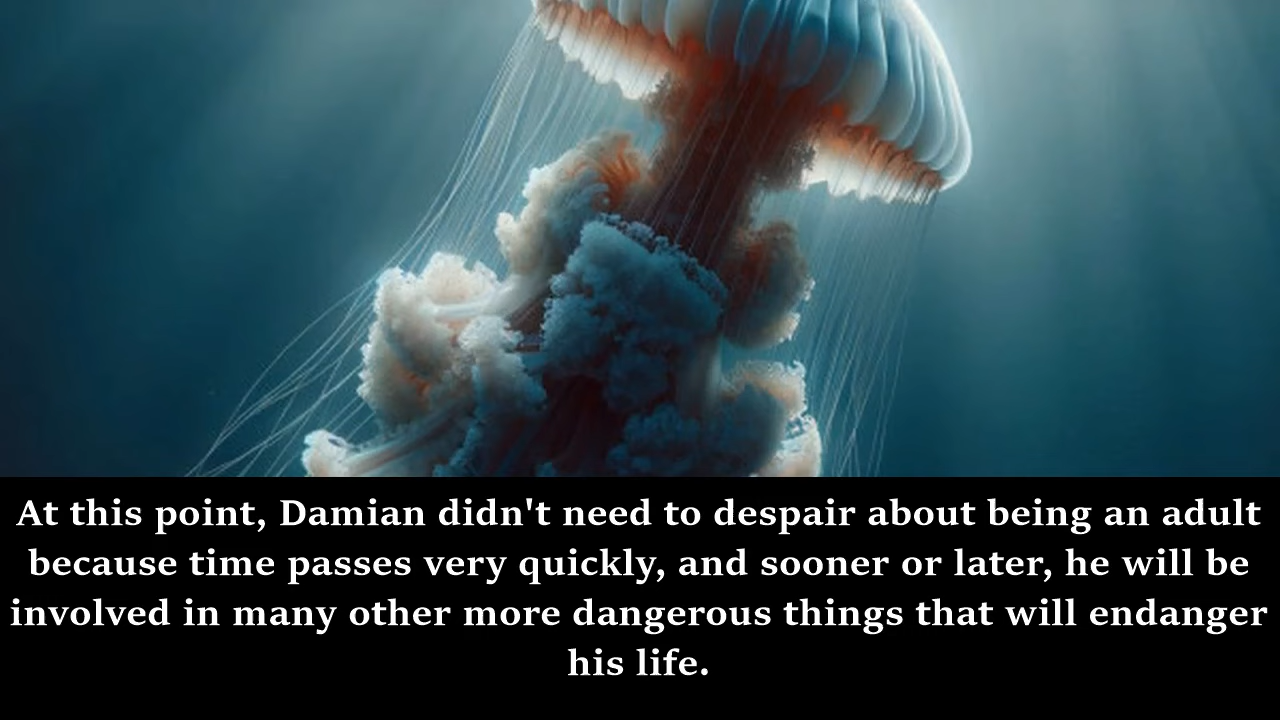 At this point, Damian didn't need to despair about being an adult
because time passes very quickly, and sooner or later, he will be
involved in many other more dangerous things that will endanger
his life.